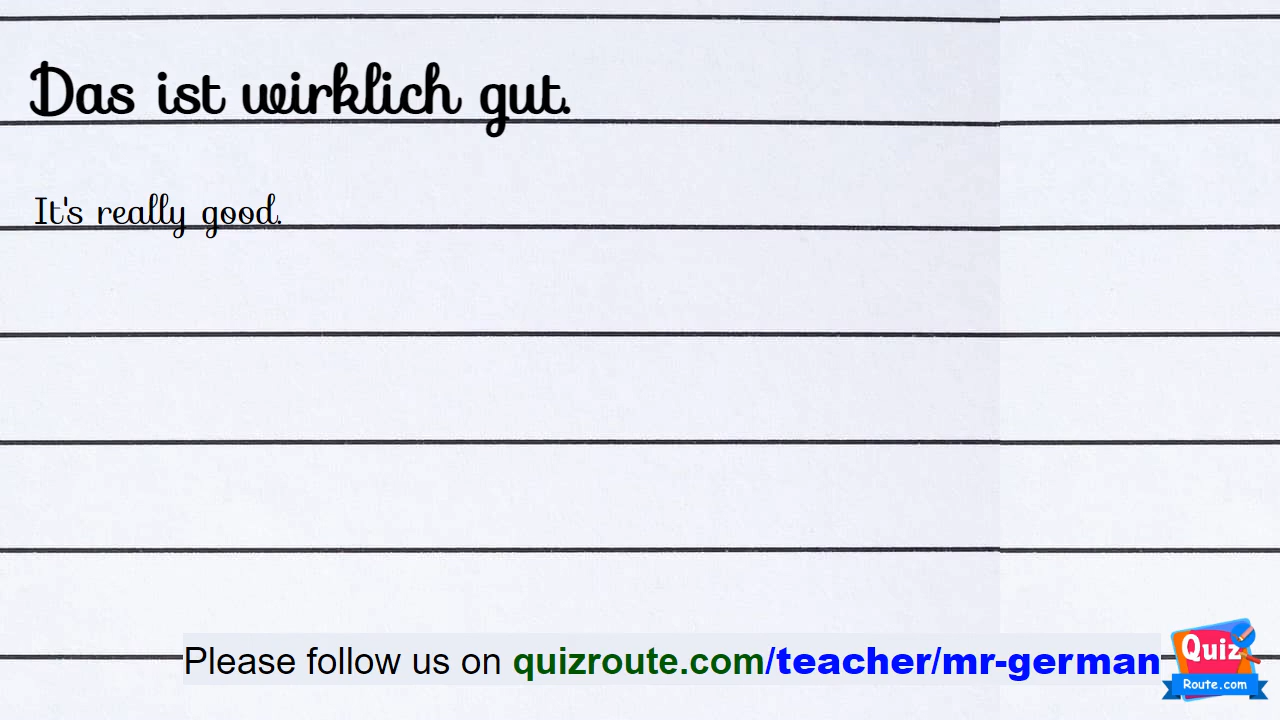 Das ist wirklich gut.
It's really good.
Please follow us on quizroute.com/teacher/mr-german
Quiz
Route.com